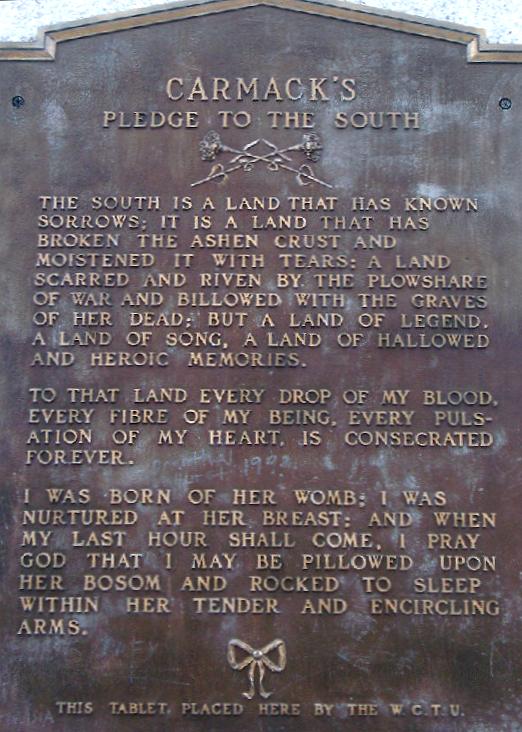 CARMACK'S
PLEDGE TO THE SOUTH
THE SOUTH IS A LAND THAT HAS KNOWN
SORROWS; IT IS A LAND THAT HAS
BROKEN THE ASHEN CRUST AND
MOISTENED IT WITH TEARS: A LAND
SCARRED AND RIVEN BY THE PLOWSHARE
OF WAR AND BILLOWED WITH THE GRAVES
OF HER DEAD; BUT A LAND OF LEGEND,
A LAND OF SONG, A LAND OF HALLOWED
AND HEROIC MEMORIES.
TO THAT LAND EVERY DROP OF MY BLOOD,
EVERY FIBRE OF MY BEING, EVERY PULS-
ATION OF MY HEART, IS CONSECRATED
FOREVER.
I WAS BORN OF HER WOMB; I WAS
NURTURED AT HER BREAST; AND WHEN
MY LAST HOUR SHALL COME, I PRAY
GOD THAT I MAY BE PILLOWED UPON
HER BOSOM AND ROCKED TO SLEEP
WITHIN HER TENDER AND ENCIRCLING
ARMS.
THIS TABLET PLACED HERE BY THE W.C.T.U.